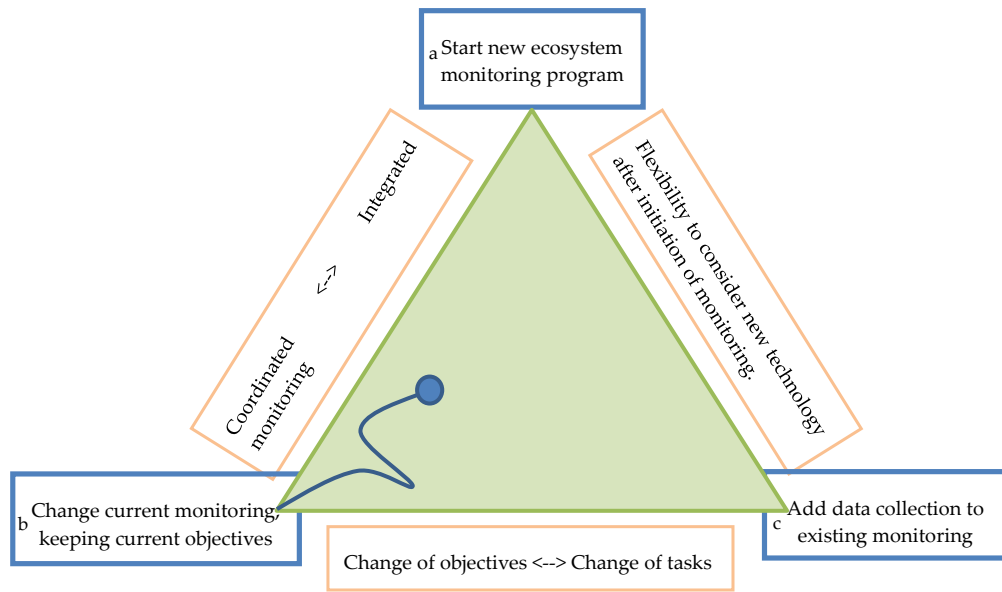 a Start new ecosystem
monitoring program
Integrated
<-->
Coordinated
monitoring
Flexibility to consider new technology
after initiation of monitoring.
b Change current monitoring,
keeping current objectives
c Add data collection to
existing monitoring
Change of objectives <--> Change of tasks